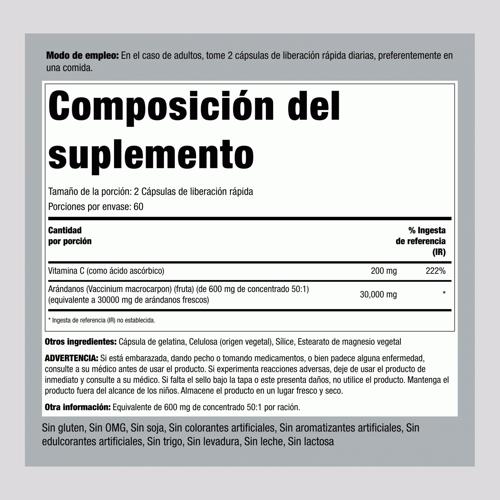 Modo de empleo: En el caso de adultos, tome 2 cápsulas de liberación rápida diarias, preferentemente en
una comida.
Composición del
suplemento
Tamaño de la porción: 2 Cápsulas de liberación rápida
Porciones por envase: 60
Cantidad
por porción
% Ingesta
de referencia
(IR)
Vitamina C (como ácido ascórbico) 200 mg 222%
Arándanos (Vaccinium macrocarpon) (fruta) (de 600 mg de concentrado 50:1)
(equivalente a 30000 mg de arándanos frescos) 30,000 mg *
* Ingesta de referencia (IR) no establecida.
Otros ingredientes: Cápsula de gelatina, Celulosa (origen vegetal), Sílice, Estearato de magnesio vegetal
ADVERTENCIA: Si está embarazada, dando pecho o tomando medicamentos, o bien padece alguna enfermedad,
consulte a su médico antes de usar el producto. Si experimenta reacciones adversas, deje de usar el producto de
inmediato y consulte a su médico. Si falta el sello bajo la tapa o este presenta daños, no utilice el producto. Mantenga el
producto fuera del alcance de los niños. Almacene el producto en un lugar fresco y seco.
Otra información: Equivalente de 600 mg de concentrado 50:1 por ración.
Sin gluten, Sin OMG, Sin soja, Sin colorantes artificiales, Sin aromatizantes artificiales, Sin
edulcorantes artificiales, Sin trigo, Sin levadura, Sin leche, Sin lactosa